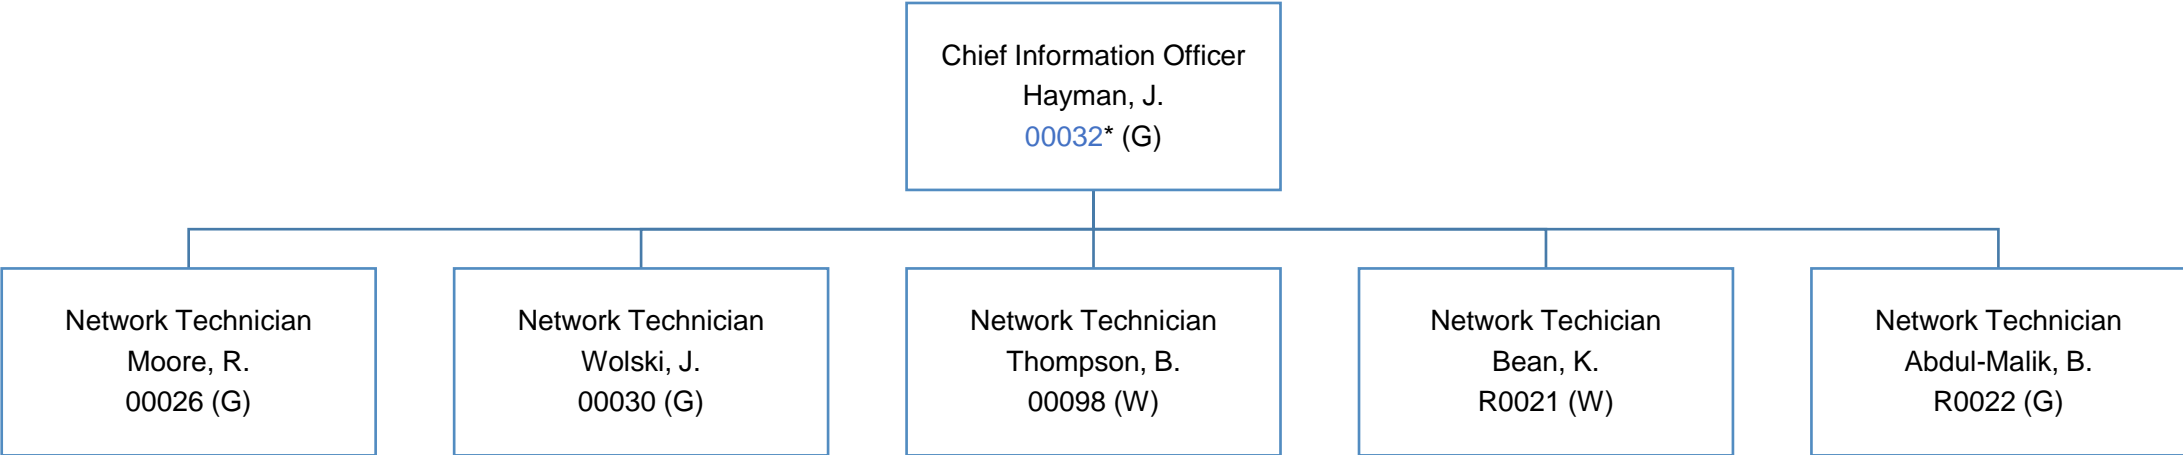 Chief Information Officer
Hayman, J.
00032* (G)
Network Technician
Moore, R.
00026 (G)
Network Technician
Wolski, J.
00030 (G)
Network Technician
Thompson, B.
00098 (W)
Network Techician
Bean, K.
R0021 (W)
Network Technician
Abdul-Malik, B.
R0022 (G)